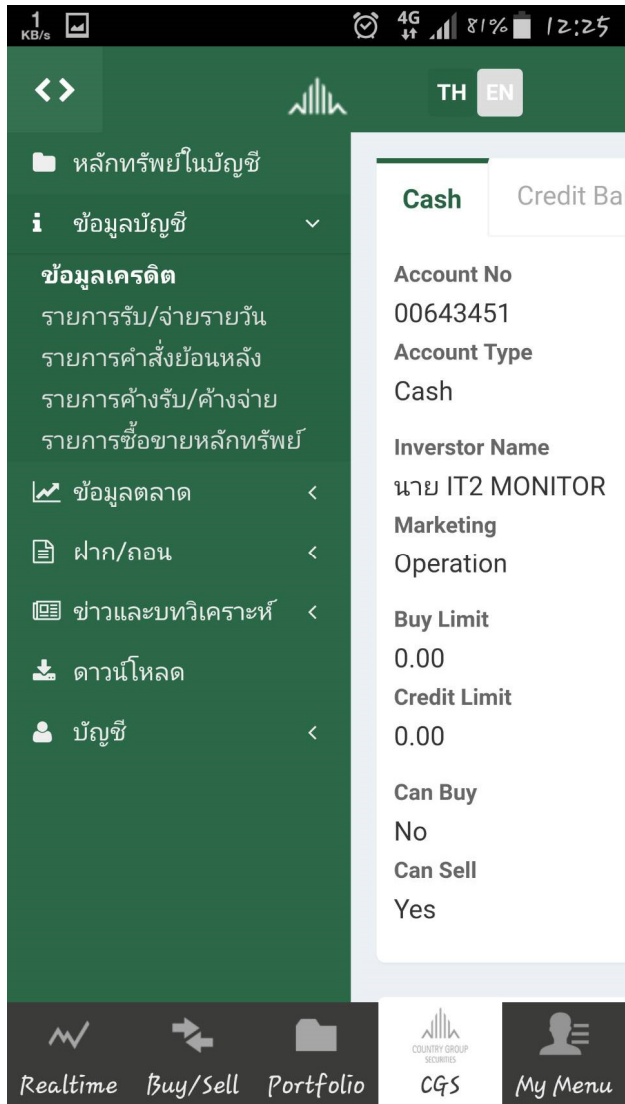 1
KB/s
4G
81%
12:25
TH EN
หลักทรัพย์ในบัญชี
ข้อมูลบัญชี
ข้อมูลเครดิต
รายการรับ/จ่ายรายวัน
รายการคำสั่งย้อนหลัง
รายการค้างรับ/ค้างจ่าย
รายการซื้อขายหลักทรัพย์
ข้อมูลตลาด
ฝาก/ถอน
ข่าวและบทวิเคราะห์
ดาวน์โหลด
บัญชี
Cash
Credit Ba
Account No
00643451
Account Type
Cash
Inverstor Name
นาย IT2 MONITOR
Marketing
Operation
Buy Limit
0.00
Credit Limit
0.00
Can Buy
No
Can Sell
Yes
COUNTRY GROUP
SECURITIES
Realtime
Buy/Sell
Portfolio
CGS
My Menu